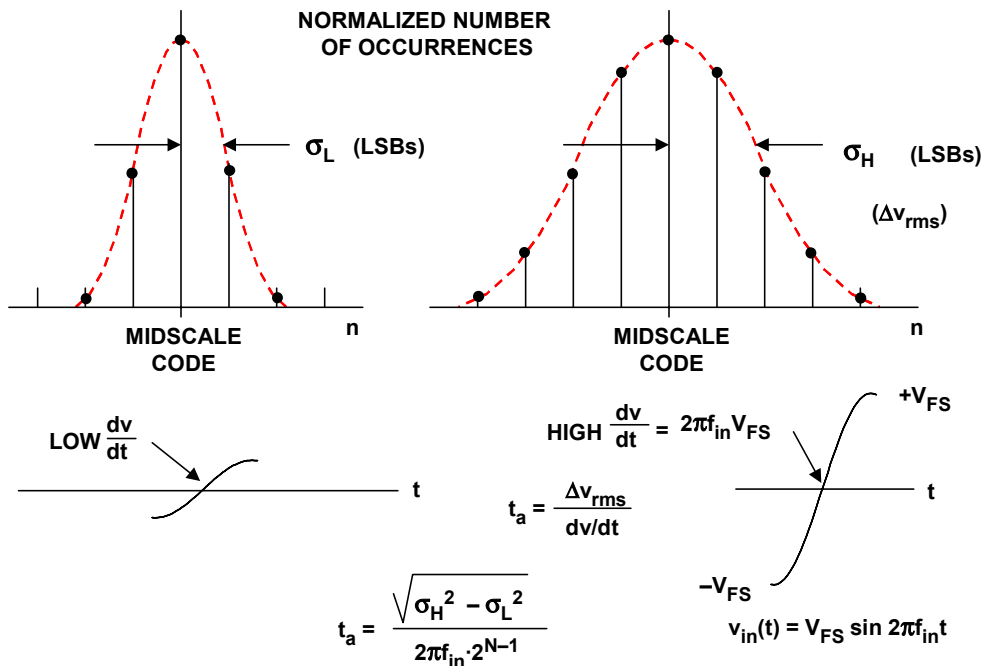 NORMALIZED NUMBER
OF OCCURRENCES
σL (LSBs)
σH (LSBs)
(Δvrms)
n
n
MIDSCALE
CODE
MIDSCALE
CODE
LOW dv/dt
t
HIGH dv/dt = 2πfinVFS
+VFS
t
ta = Δvrms / dv/dt
–VFS
ta = √(σH² – σL²) / 2πfin·2^N–1
vin(t) = VFS sin 2πfint